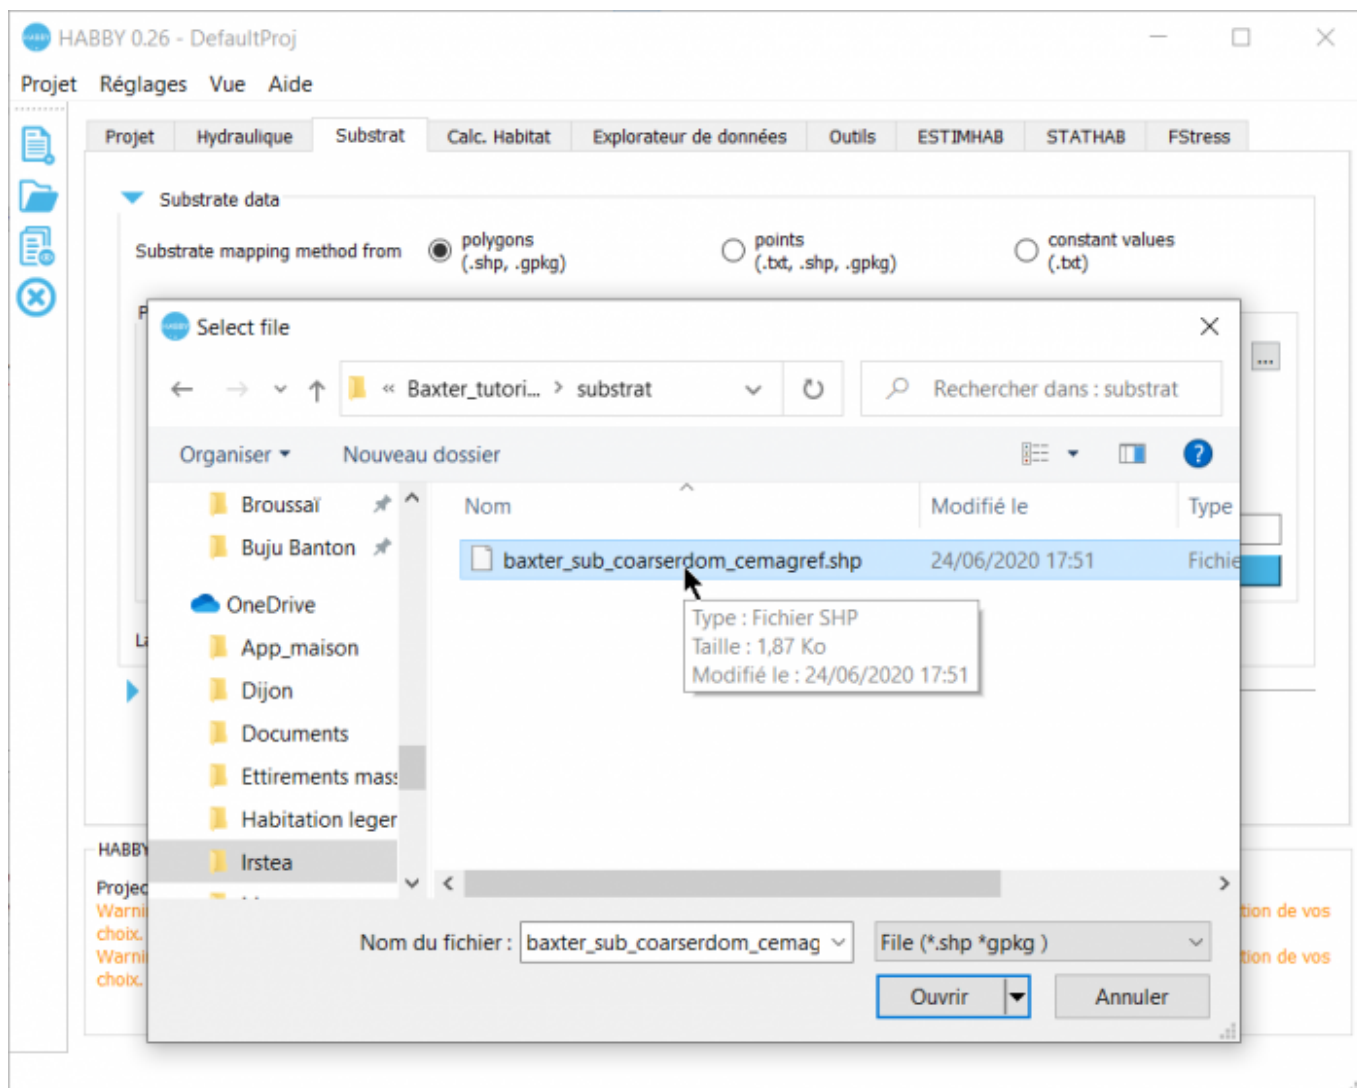 HABBY 0.26 - DefaultProj
Projet Réglages Vue Aide
Projet Hydraulique Substrat Calc. Habitat Explorateur de données Outils ESTIMHAB STATHAB FStress
Substrate data
Substrate mapping method from
polygons
(.shp, .gpkg)
points
(.txt, .shp, .gpkg)
constant values
(.txt)
Select file
...
« Baxter_tutori... > substrat
Rechercher dans : substrat
Organiser Nouveau dossier
?
Nom Modifié le Type
Broussaï
Buju Banton
baxter_sub_coarserdom_cemagref.shp 24/06/2020 17:51 Fichie
Type : Fichier SHP
Taille : 1,87 Ko
Modifié le : 24/06/2020 17:51
OneDrive
App_maison
Dijon
Documents
Ettirements mass
Habitation leger
Irstea
HABBY
Projec
Warni
choix.
Warni
choix.
tion de vos
tion de vos
Nom du fichier : baxter_sub_coarserdom_cemag File (*.shp *gpkg )
Ouvrir Annuler